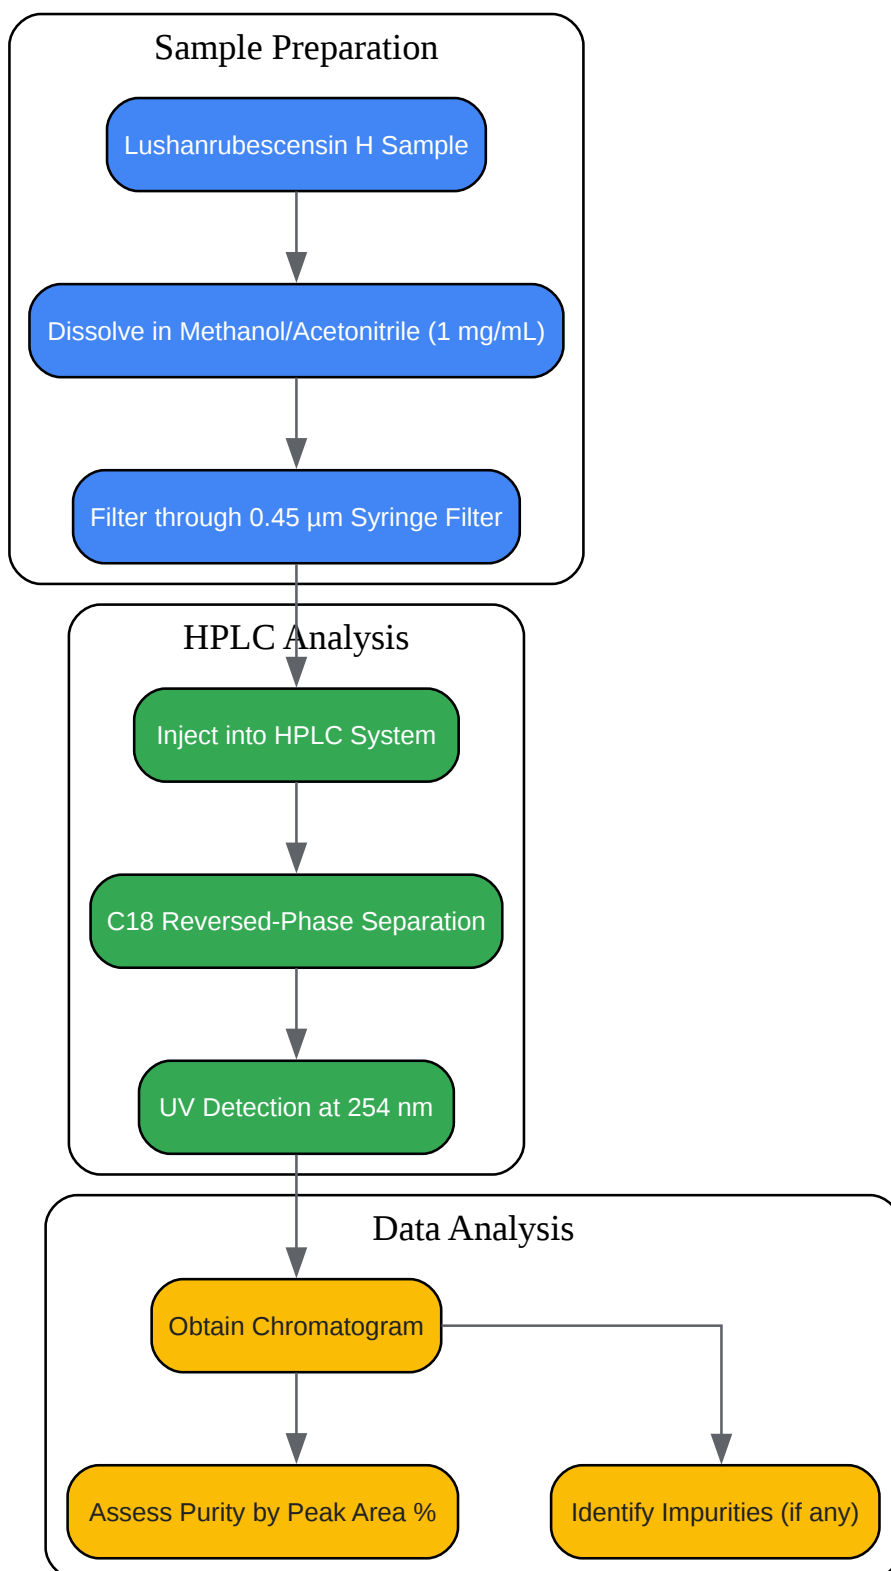 Sample Preparation
Lushanrubescensin H Sample
Dissolve in Methanol/Acetonitrile (1 mg/mL)
Filter through 0.45 µm Syringe Filter
HPLC Analysis
Inject into HPLC System
C18 Reversed-Phase Separation
UV Detection at 254 nm
Data Analysis
Obtain Chromatogram
Assess Purity by Peak Area %
Identify Impurities (if any)